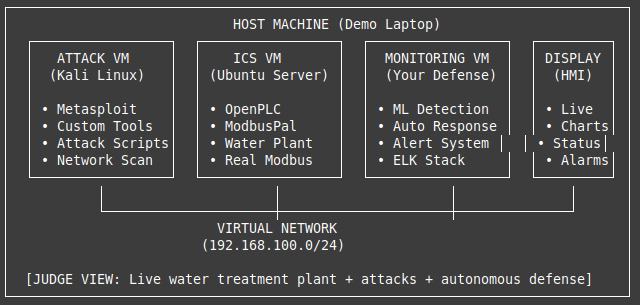 HOST MACHINE (Demo Laptop)
ATTACK VM
(Kali Linux)
• Metasploit
• Custom Tools
• Attack Scripts
• Network Scan
ICS VM
(Ubuntu Server)
• OpenPLC
• ModbusPal
• Water Plant
• Real Modbus
MONITORING VM
(Your Defense)
• ML Detection
• Auto Response
• Alert System
• ELK Stack
DISPLAY
(HMI)
• Live
• Charts
• Status
• Alarms
VIRTUAL NETWORK
(192.168.100.0/24)
[JUDGE VIEW: Live water treatment plant + attacks + autonomous defense]